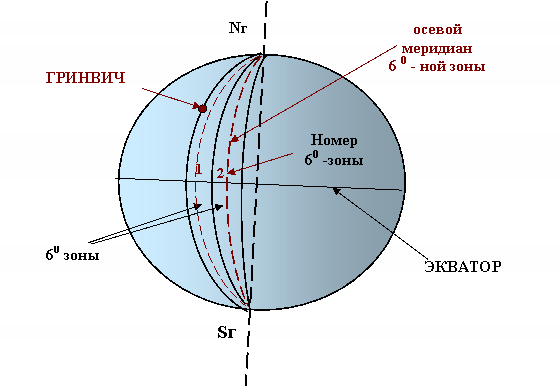 Nг
осевой
меридиан
6⁰ - ной зоны
ГРИНВИЧ
Номер
6⁰ -зоны
1
2
6⁰ зоны
ЭКВАТОР
Sг